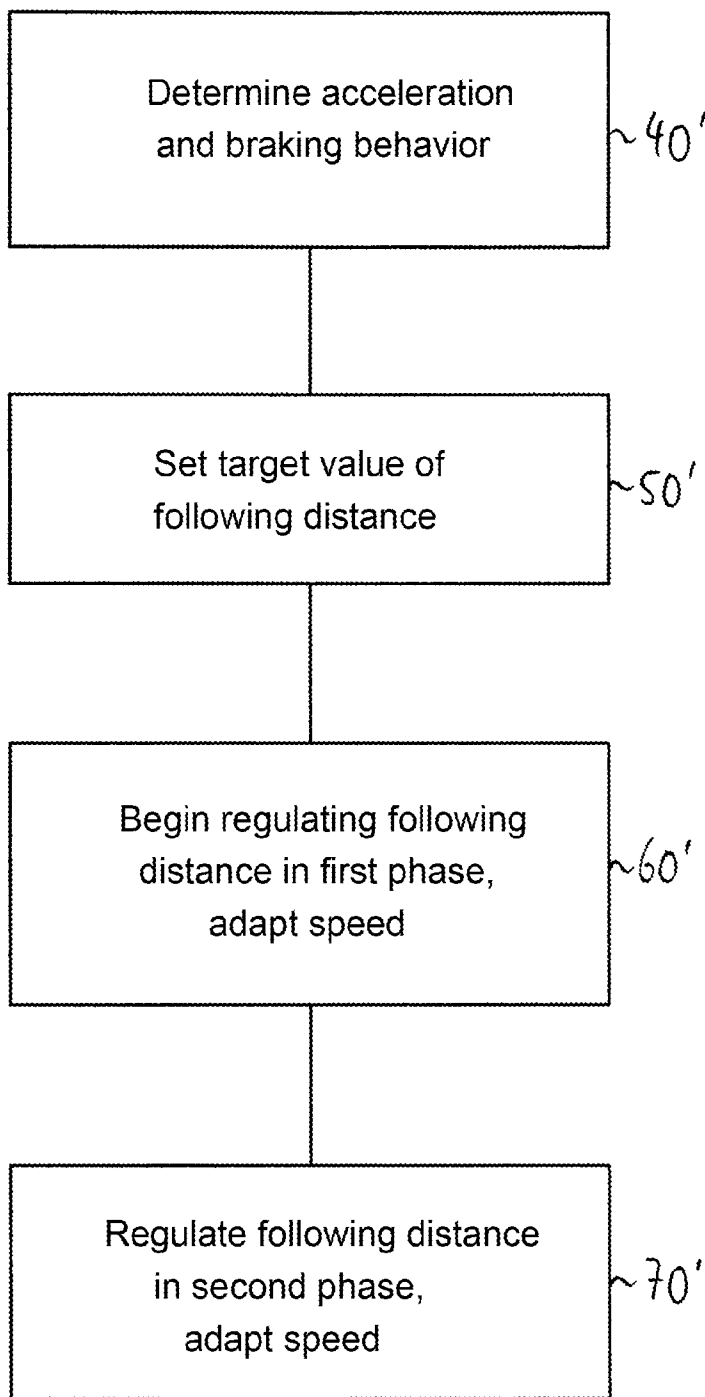 Determine acceleration
and braking behavior
~40'
Set target value of
following distance
~50'
Begin regulating following
distance in first phase,
adapt speed
~60'
Regulate following distance
in second phase,
adapt speed
~70'